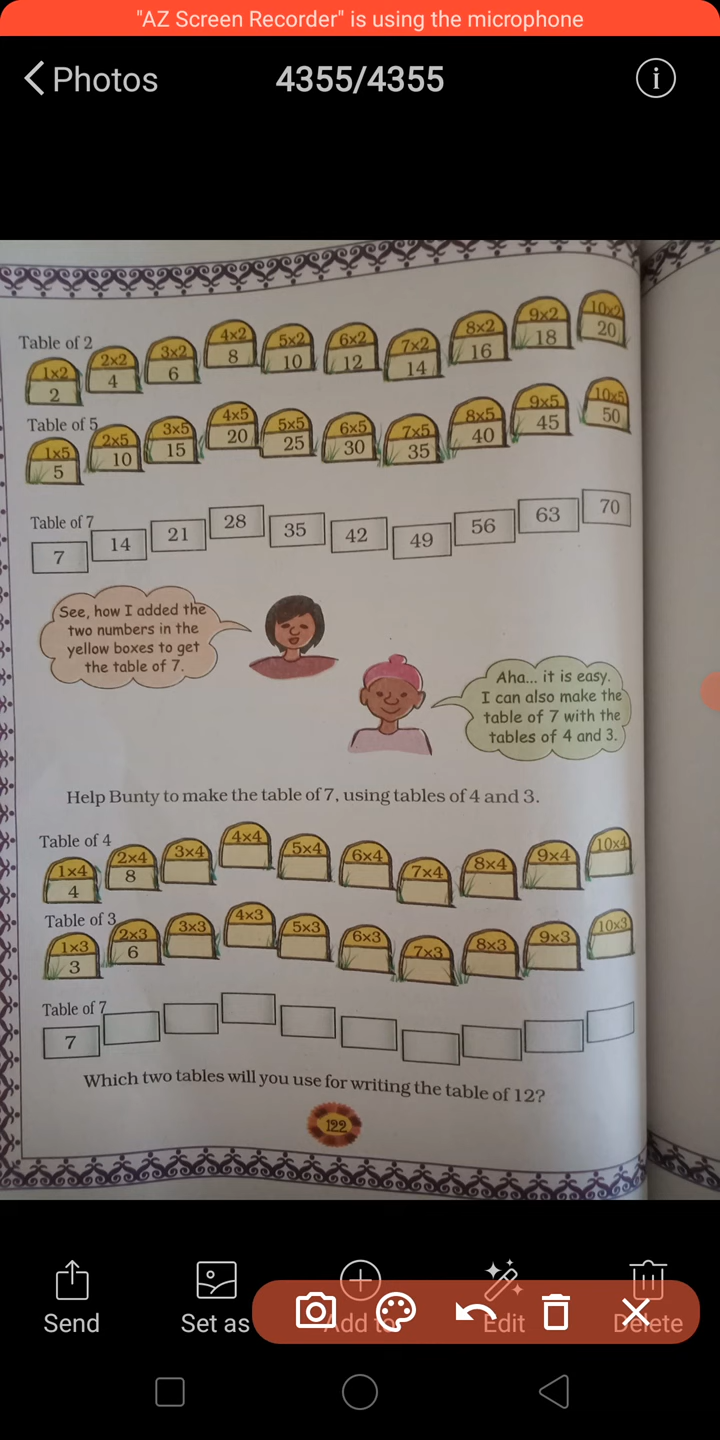 "AZ Screen Recorder" is using the microphone
Photos 4355/4355 i
Table of 2
1x2 2x2 3x2 4x2 5x2 6x2 7x2 8x2 9x2 10x2
2 4 6 8 10 12 14 16 18 20
Table of 5
1x5 2x5 3x5 4x5 5x5 6x5 7x5 8x5 9x5 10x5
5 10 15 20 25 30 35 40 45 50
Table of 7
7 14 21 28 35 42 49 56 63 70
See, how I added the
two numbers in the
yellow boxes to get
the table of 7.
Aha... it is easy.
I can also make the
table of 7 with the
tables of 4 and 3.
Help Bunty to make the table of 7, using tables of 4 and 3.
Table of 4
1x4 2x4 3x4 4x4 5x4 6x4 7x4 8x4 9x4 10x4
4 8
Table of 3
1x3 2x3 3x3 4x3 5x3 6x3 7x3 8x3 9x3 10x3
3 6
Table of 7
7
Which two tables will you use for writing the table of 12?
122
Send Set as Add to Edit Delete